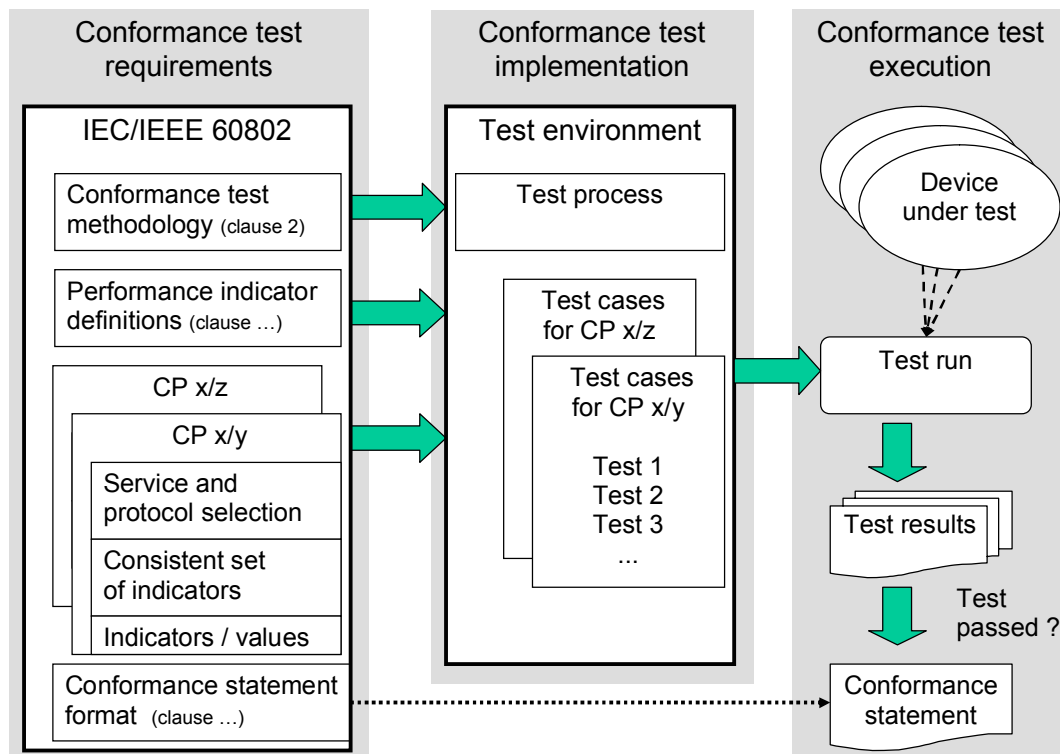 Conformance test
requirements
IEC/IEEE 60802
Conformance test
methodology (clause 2)
Performance indicator
definitions (clause …)
CP x/z
CP x/y
Service and
protocol selection
Consistent set
of indicators
Indicators / values
Conformance statement
format (clause …)
Conformance test
implementation
Test environment
Test process
Test cases
for CP x/z
Test cases
for CP x/y
Test 1
Test 2
Test 3
...
Conformance test
execution
Device
under test
Test run
Test results
Test
passed ?
Conformance
statement